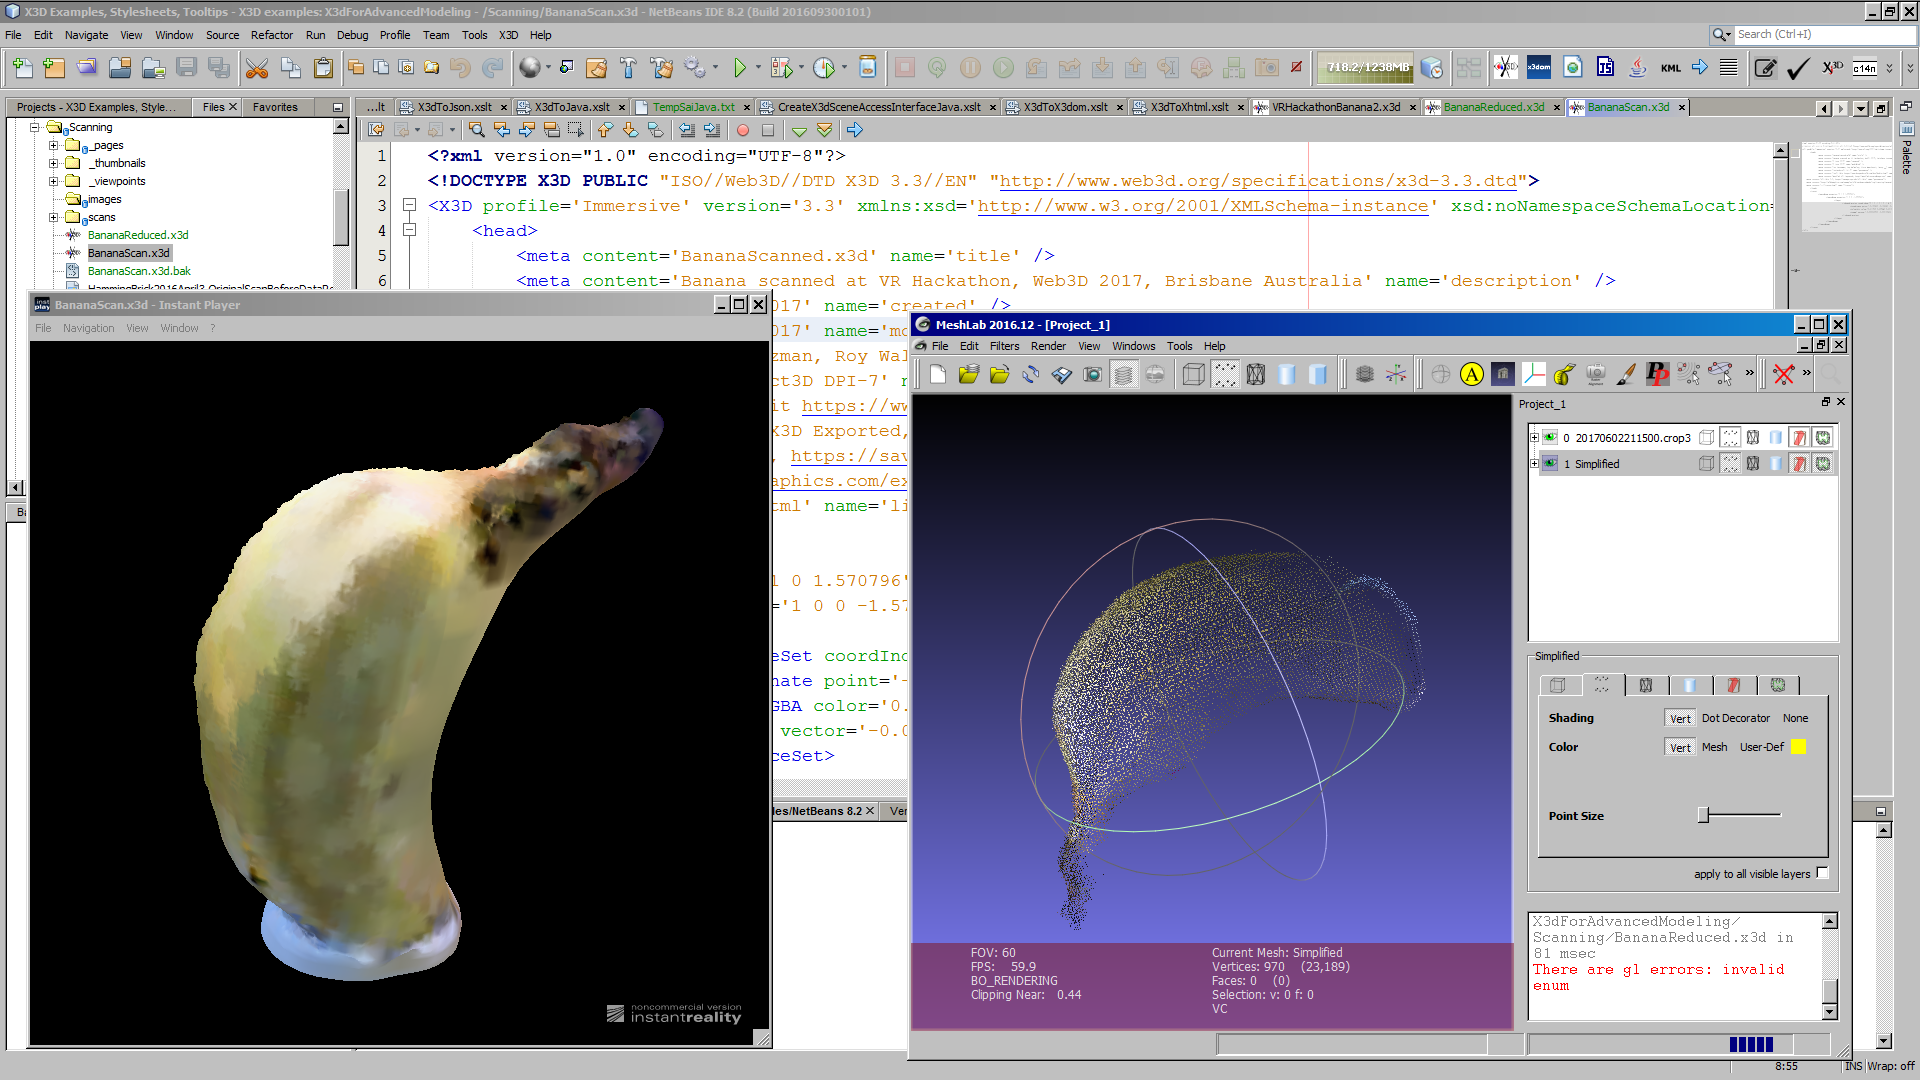 X3D Examples, Stylesheets, Tooltips - X3D examples: X3dForAdvancedModeling - /Scanning/BananaScan.x3d - NetBeans IDE 8.2 (Build 201609300101)
File Edit Navigate View Window Source Refactor Run Debug Profile Team Tools X3D Help
Search (Ctrl+I)
718.2/1238MB
x3dom JS KML X3D c14n
Projects - X3D Examples, Style... Files Favorites
...lt X3dToJson.xslt X3dToJava.xslt TempSaiJava.txt CreateX3dSceneAccessInterfaceJava.xslt X3dToX3dom.xslt X3dToXhtml.xslt VRHackathonBanana2.x3d BananaReduced.x3d BananaScan.x3d
Palette
Scanning
_pages
_thumbnails
_viewpoints
images
scans
BananaReduced.x3d
BananaScan.x3d
BananaScan.x3d.bak
1 <?xml version="1.0" encoding="UTF-8"?>
2 <!DOCTYPE X3D PUBLIC "ISO//Web3D//DTD X3D 3.3//EN" "http://www.web3d.org/specifications/x3d-3.3.dtd">
3 <X3D profile='Immersive' version='3.3' xmlns:xsd='http://www.w3.org/2001/XMLSchema-instance' xsd:noNamespaceSchemaLocation=
4 <head>
5 <meta content='BananaScanned.x3d' name='title' />
6 <meta content='Banana scanned at VR Hackathon, Web3D 2017, Brisbane Australia' name='description' />
017' name='created' />
017' name='mo
zman, Roy Wal
ct3D DPI-7' n
it https://ww
X3D Exported,
, https://sav
aphics.com/ex
tml' name='li
1 0 1.570796'
='1 0 0 -1.57
eSet coordInd
nate point='-
GBA color='0.
vector='-0.0
ceSet>
les/NetBeans 8.2
BananaScan.x3d - Instant Player
File Navigation View Window ?
noncommercial version
instantreality
MeshLab 2016.12 - [Project_1]
File Edit Filters Render View Windows Tools Help
Project_1
0 20170602211500.crop3
1 Simplified
Simplified
Shading Vert Dot Decorator None
Color Vert Mesh User-Def
Point Size
apply to all visible layers
X3dForAdvancedModeling/
Scanning/BananaReduced.x3d in
81 msec
There are gl errors: invalid
enum
FOV: 60
FPS: 59.9
BO_RENDERING
Clipping Near: 0.44
Current Mesh: Simplified
Vertices: 970 (23,189)
Faces: 0 (0)
Selection: v: 0 f: 0
VC
8:55 INS Wrap: off